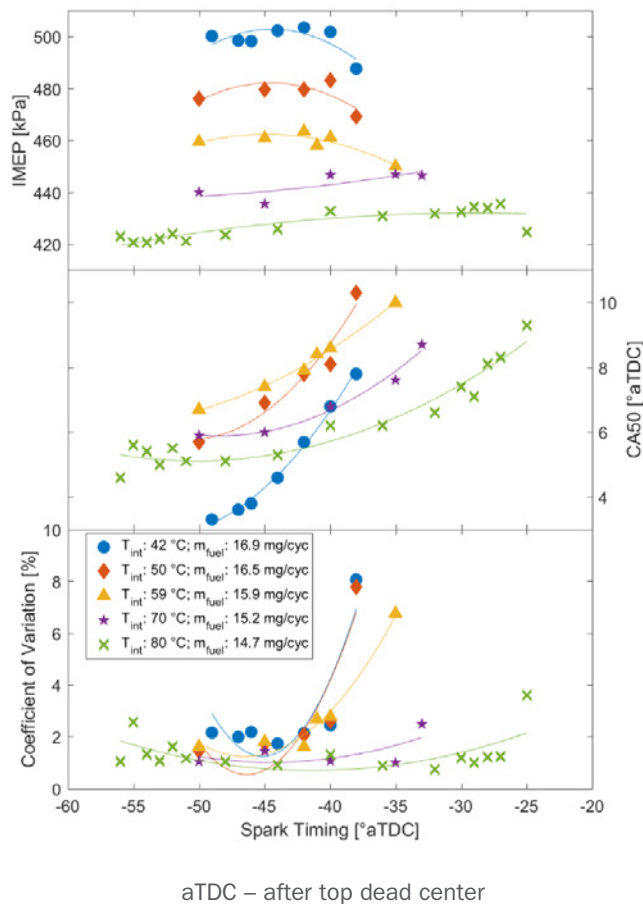 500
480
460
440
420
IMEP [kPa]
10
8
6
4
CA50 [°aTDC]
10
8
6
4
2
0
Coefficient of Variation [%]
T_int: 42 °C; m_fuel: 16.9 mg/cyc
T_int: 50 °C; m_fuel: 16.5 mg/cyc
T_int: 59 °C; m_fuel: 15.9 mg/cyc
T_int: 70 °C; m_fuel: 15.2 mg/cyc
T_int: 80 °C; m_fuel: 14.7 mg/cyc
-60 -55 -50 -45 -40 -35 -30 -25 -20
Spark Timing [°aTDC]
aTDC – after top dead center